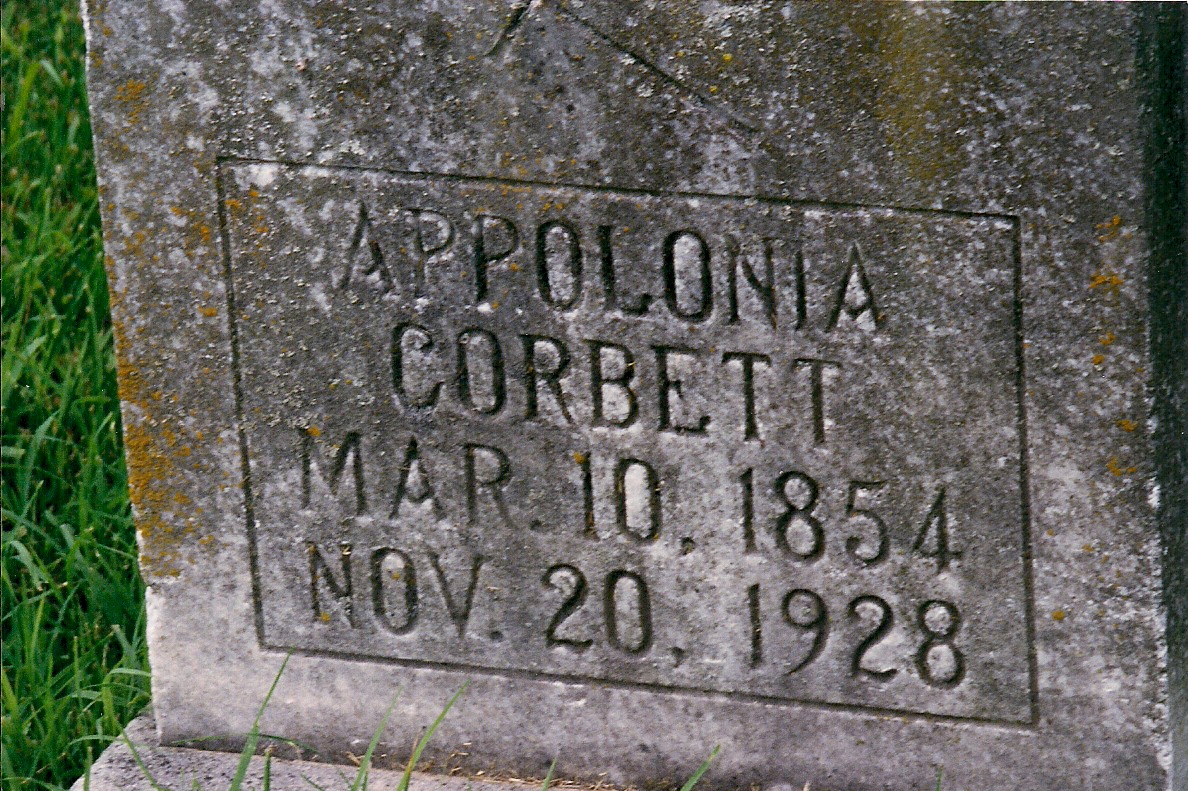 APPOLONIA
CORBETT
MAR. 10, 1854
NOV. 20, 1928